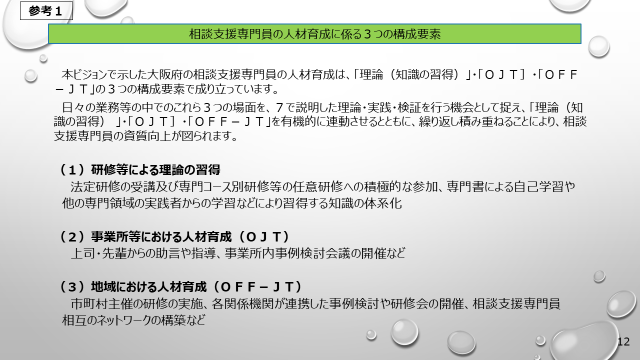 参考１
相談支援専門員の人材育成に係る３つの構成要素
本ビジョンで示した大阪府の相談支援専門員の人材育成は、「理論（知識の習得）」・「ＯＪＴ］・「ＯＦＦ
－ＪＴ」の３つの構成要素で成り立っています。
日々の業務等の中でのこれら３つの場面を、７で説明した理論・実践・検証を行う機会として捉え、「理論（知
識の習得） 」・「ＯＪＴ］・「ＯＦＦ－ＪＴ」を有機的に連動させるとともに、繰り返し積み重ねることにより、相談
支援専門員の資質向上が図られます。
（１）研修等による理論の習得
法定研修の受講及び専門コース別研修等の任意研修への積極的な参加、専門書による自己学習や
他の専門領域の実践者からの学習などにより習得する知識の体系化
（２）事業所等における人材育成（ＯＪＴ）
上司・先輩からの助言や指導、事業所内事例検討会議の開催など
（３）地域における人材育成（ＯＦＦ－ＪＴ）
市町村主催の研修の実施、各関係機関が連携した事例検討や研修会の開催、相談支援専門員
相互のネットワークの構築など
12